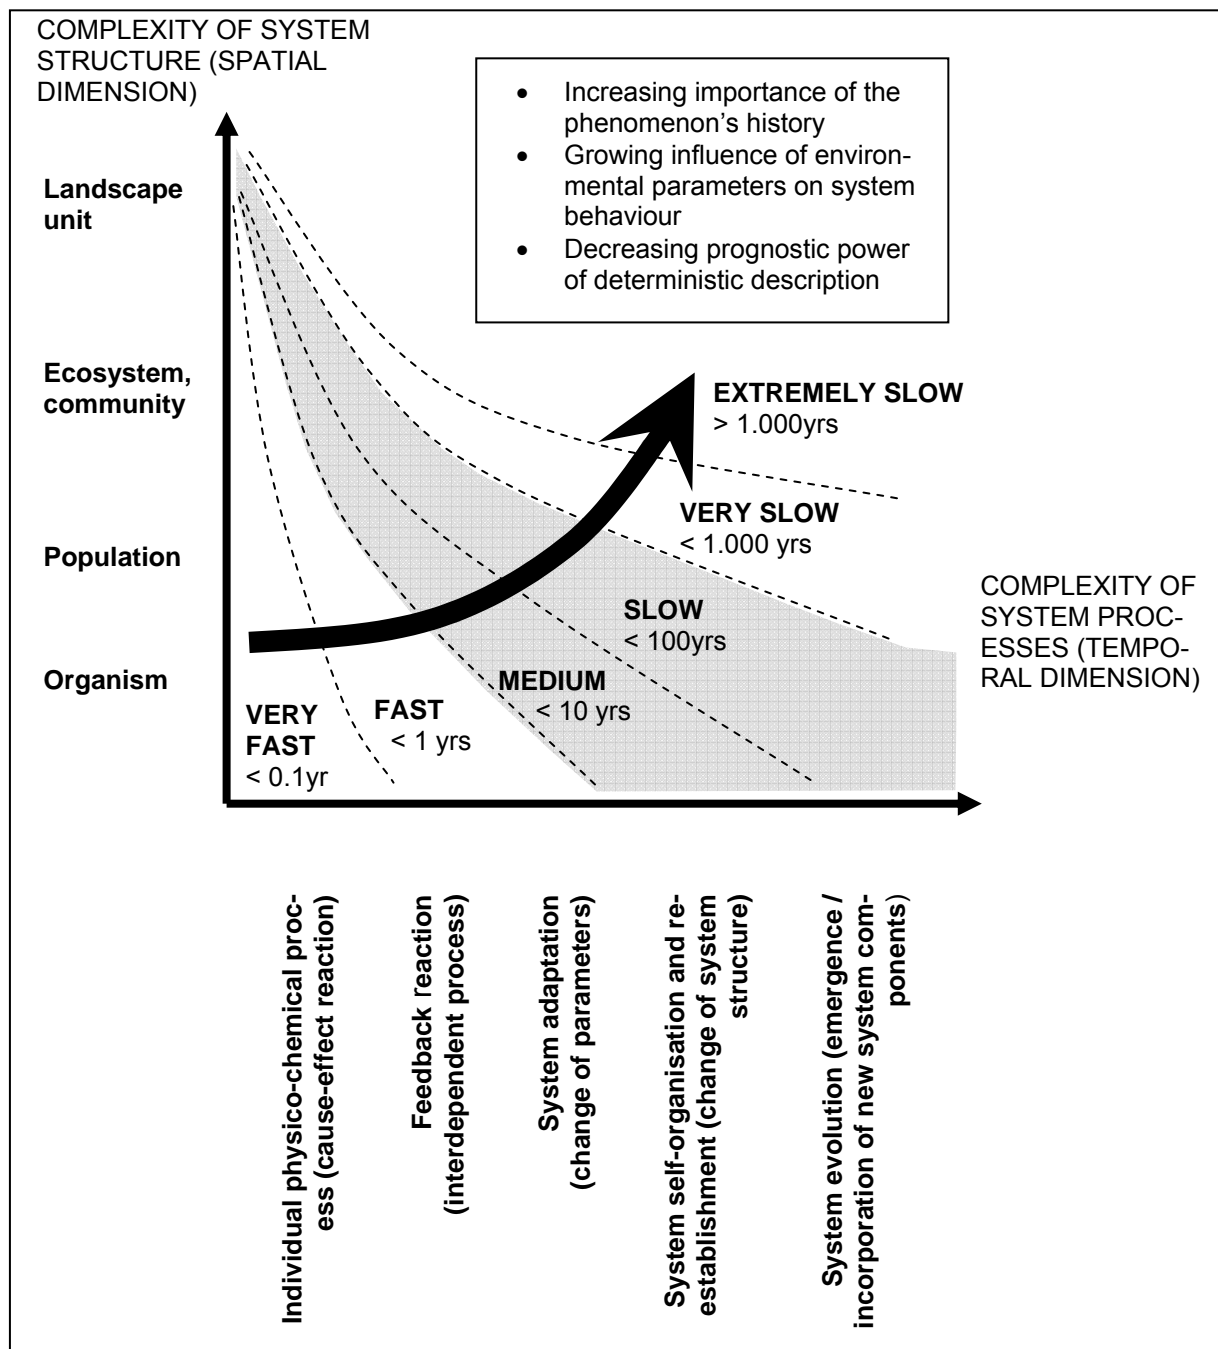 COMPLEXITY OF SYSTEM
STRUCTURE (SPATIAL
DIMENSION)
• Increasing importance of the
phenomenon's history
• Growing influence of environ-
mental parameters on system
behaviour
• Decreasing prognostic power
of deterministic description
Landscape
unit
Ecosystem,
community
Population
Organism
EXTREMELY SLOW
> 1.000yrs
VERY SLOW
< 1.000 yrs
SLOW
< 100yrs
MEDIUM
< 10 yrs
FAST
< 1 yrs
VERY
FAST
< 0.1yr
COMPLEXITY OF
SYSTEM PROC-
ESSES (TEMPO-
RAL DIMENSION)
Individual physico-chemical proc-
ess (cause-effect reaction)
Feedback reaction
(interdependent process)
System adaptation
(change of parameters)
System self-organisation and re-
establishment (change of system
structure)
System evolution (emergence /
incorporation of new system com-
ponents)